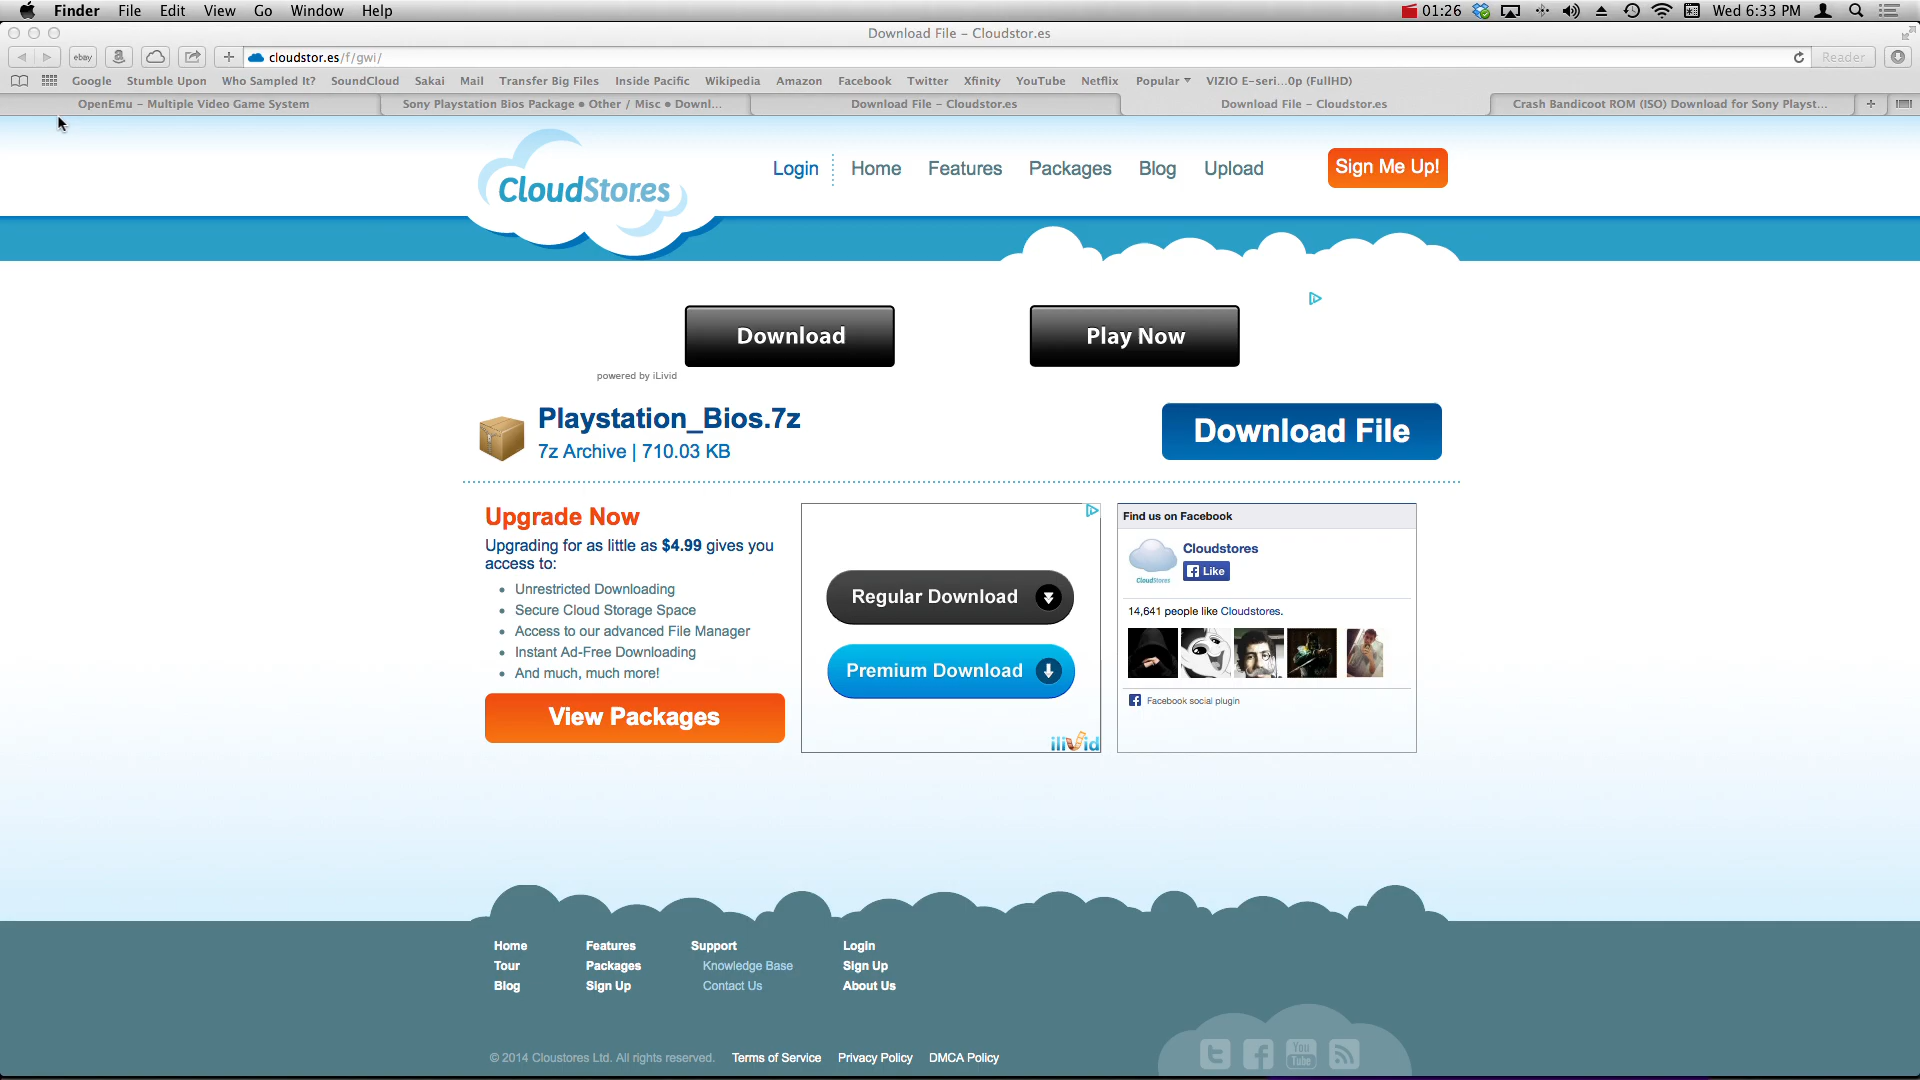 Finder File Edit View Go Window Help 01:26 Wed 6:33 PM
Download File – Cloudstor.es
ebay a cloudstor.es/f/gwi/ Reader
Google Stumble Upon Who Sampled It? SoundCloud Sakai Mail Transfer Big Files Inside Pacific Wikipedia Amazon Facebook Twitter Xfinity YouTube Netflix Popular VIZIO E-seri...0p (FullHD)
OpenEmu – Multiple Video Game System Sony Playstation Bios Package ● Other / Misc ● Downl... Download File – Cloudstor.es Download File – Cloudstor.es Crash Bandicoot ROM (ISO) Download for Sony Playst...
CloudStor.es
Login Home Features Packages Blog Upload Sign Me Up!
Download Play Now
powered by iLivid
Playstation_Bios.7z
7z Archive | 710.03 KB
Download File
Upgrade Now
Upgrading for as little as $4.99 gives you
access to:
• Unrestricted Downloading
• Secure Cloud Storage Space
• Access to our advanced File Manager
• Instant Ad-Free Downloading
• And much, much more!
View Packages
Regular Download
Premium Download
ilivid
Find us on Facebook
Cloudstores
CloudStores
Like
14,641 people like Cloudstores.
Facebook social plugin
Home Features Support Login
Tour Packages Knowledge Base Sign Up
Blog Sign Up Contact Us About Us
© 2014 Cloustores Ltd. All rights reserved. Terms of Service Privacy Policy DMCA Policy
You Tube